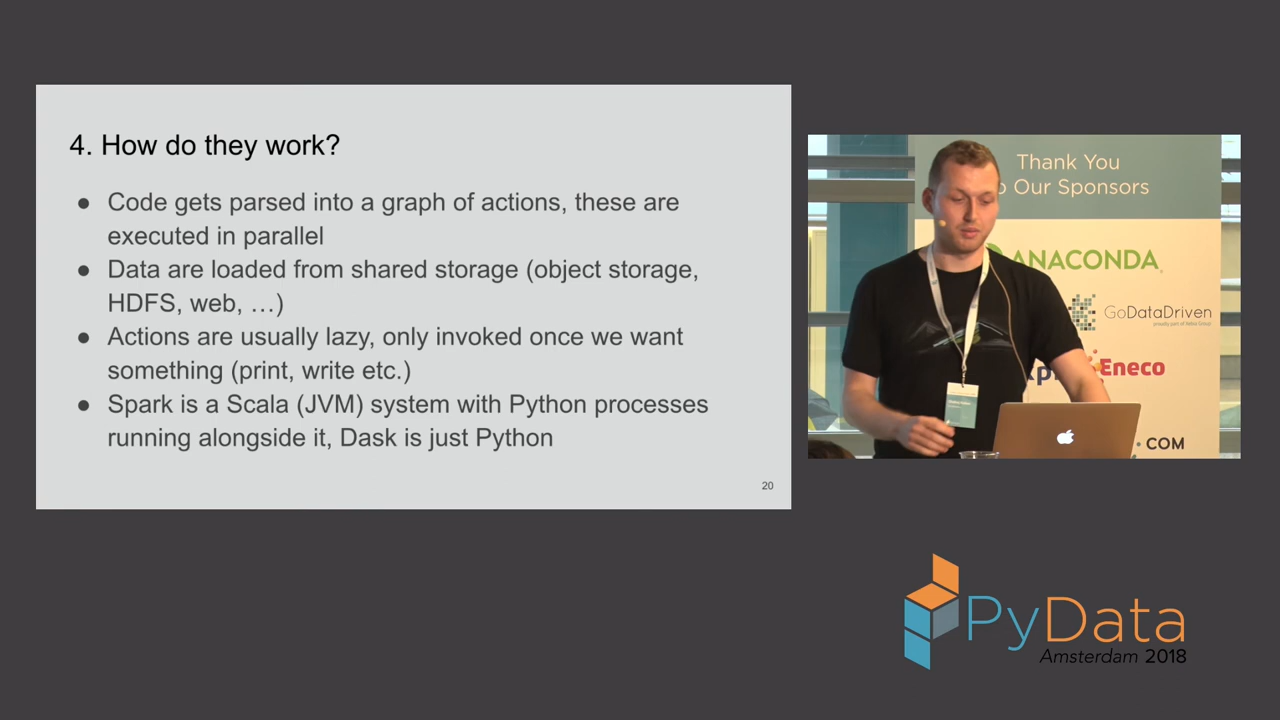 4. How do they work?
● Code gets parsed into a graph of actions, these are
executed in parallel
● Data are loaded from shared storage (object storage,
HDFS, web, …)
● Actions are usually lazy, only invoked once we want
something (print, write etc.)
● Spark is a Scala (JVM) system with Python processes
running alongside it, Dask is just Python
20
Thank You
Our Sponsors
ANACONDA
GoDataDriven
Eneco
.COM
PyData
Amsterdam 2018